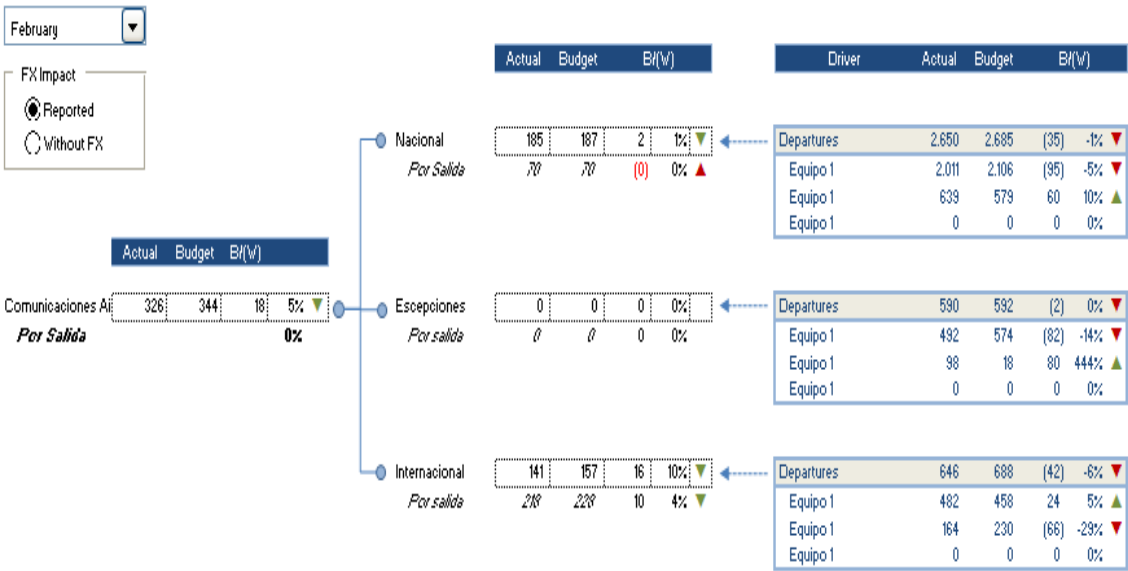 February
FX Impact
Reported
Without FX
Actual Budget B/(W)
Comunicaciones Ai 326 344 18 5%
Por Salida 0%
Actual Budget B/(W)
Nacional 185 187 2 1%
Por Salida 70 70 (0) 0%
Escepciones 0 0 0 0%
Por salida 0 0 0 0%
Internacional 141 157 16 10%
Por salida 218 228 10 4%
Driver Actual Budget B/(W)
Departures 2.650 2.685 (35) -1%
Equipo 1 2.011 2.106 (95) -5%
Equipo 1 639 579 60 10%
Equipo 1 0 0 0 0%
Departures 590 592 (2) 0%
Equipo 1 492 574 (82) -14%
Equipo 1 98 18 80 444%
Equipo 1 0 0 0 0%
Departures 646 688 (42) -6%
Equipo 1 482 458 24 5%
Equipo 1 164 230 (66) -29%
Equipo 1 0 0 0 0%